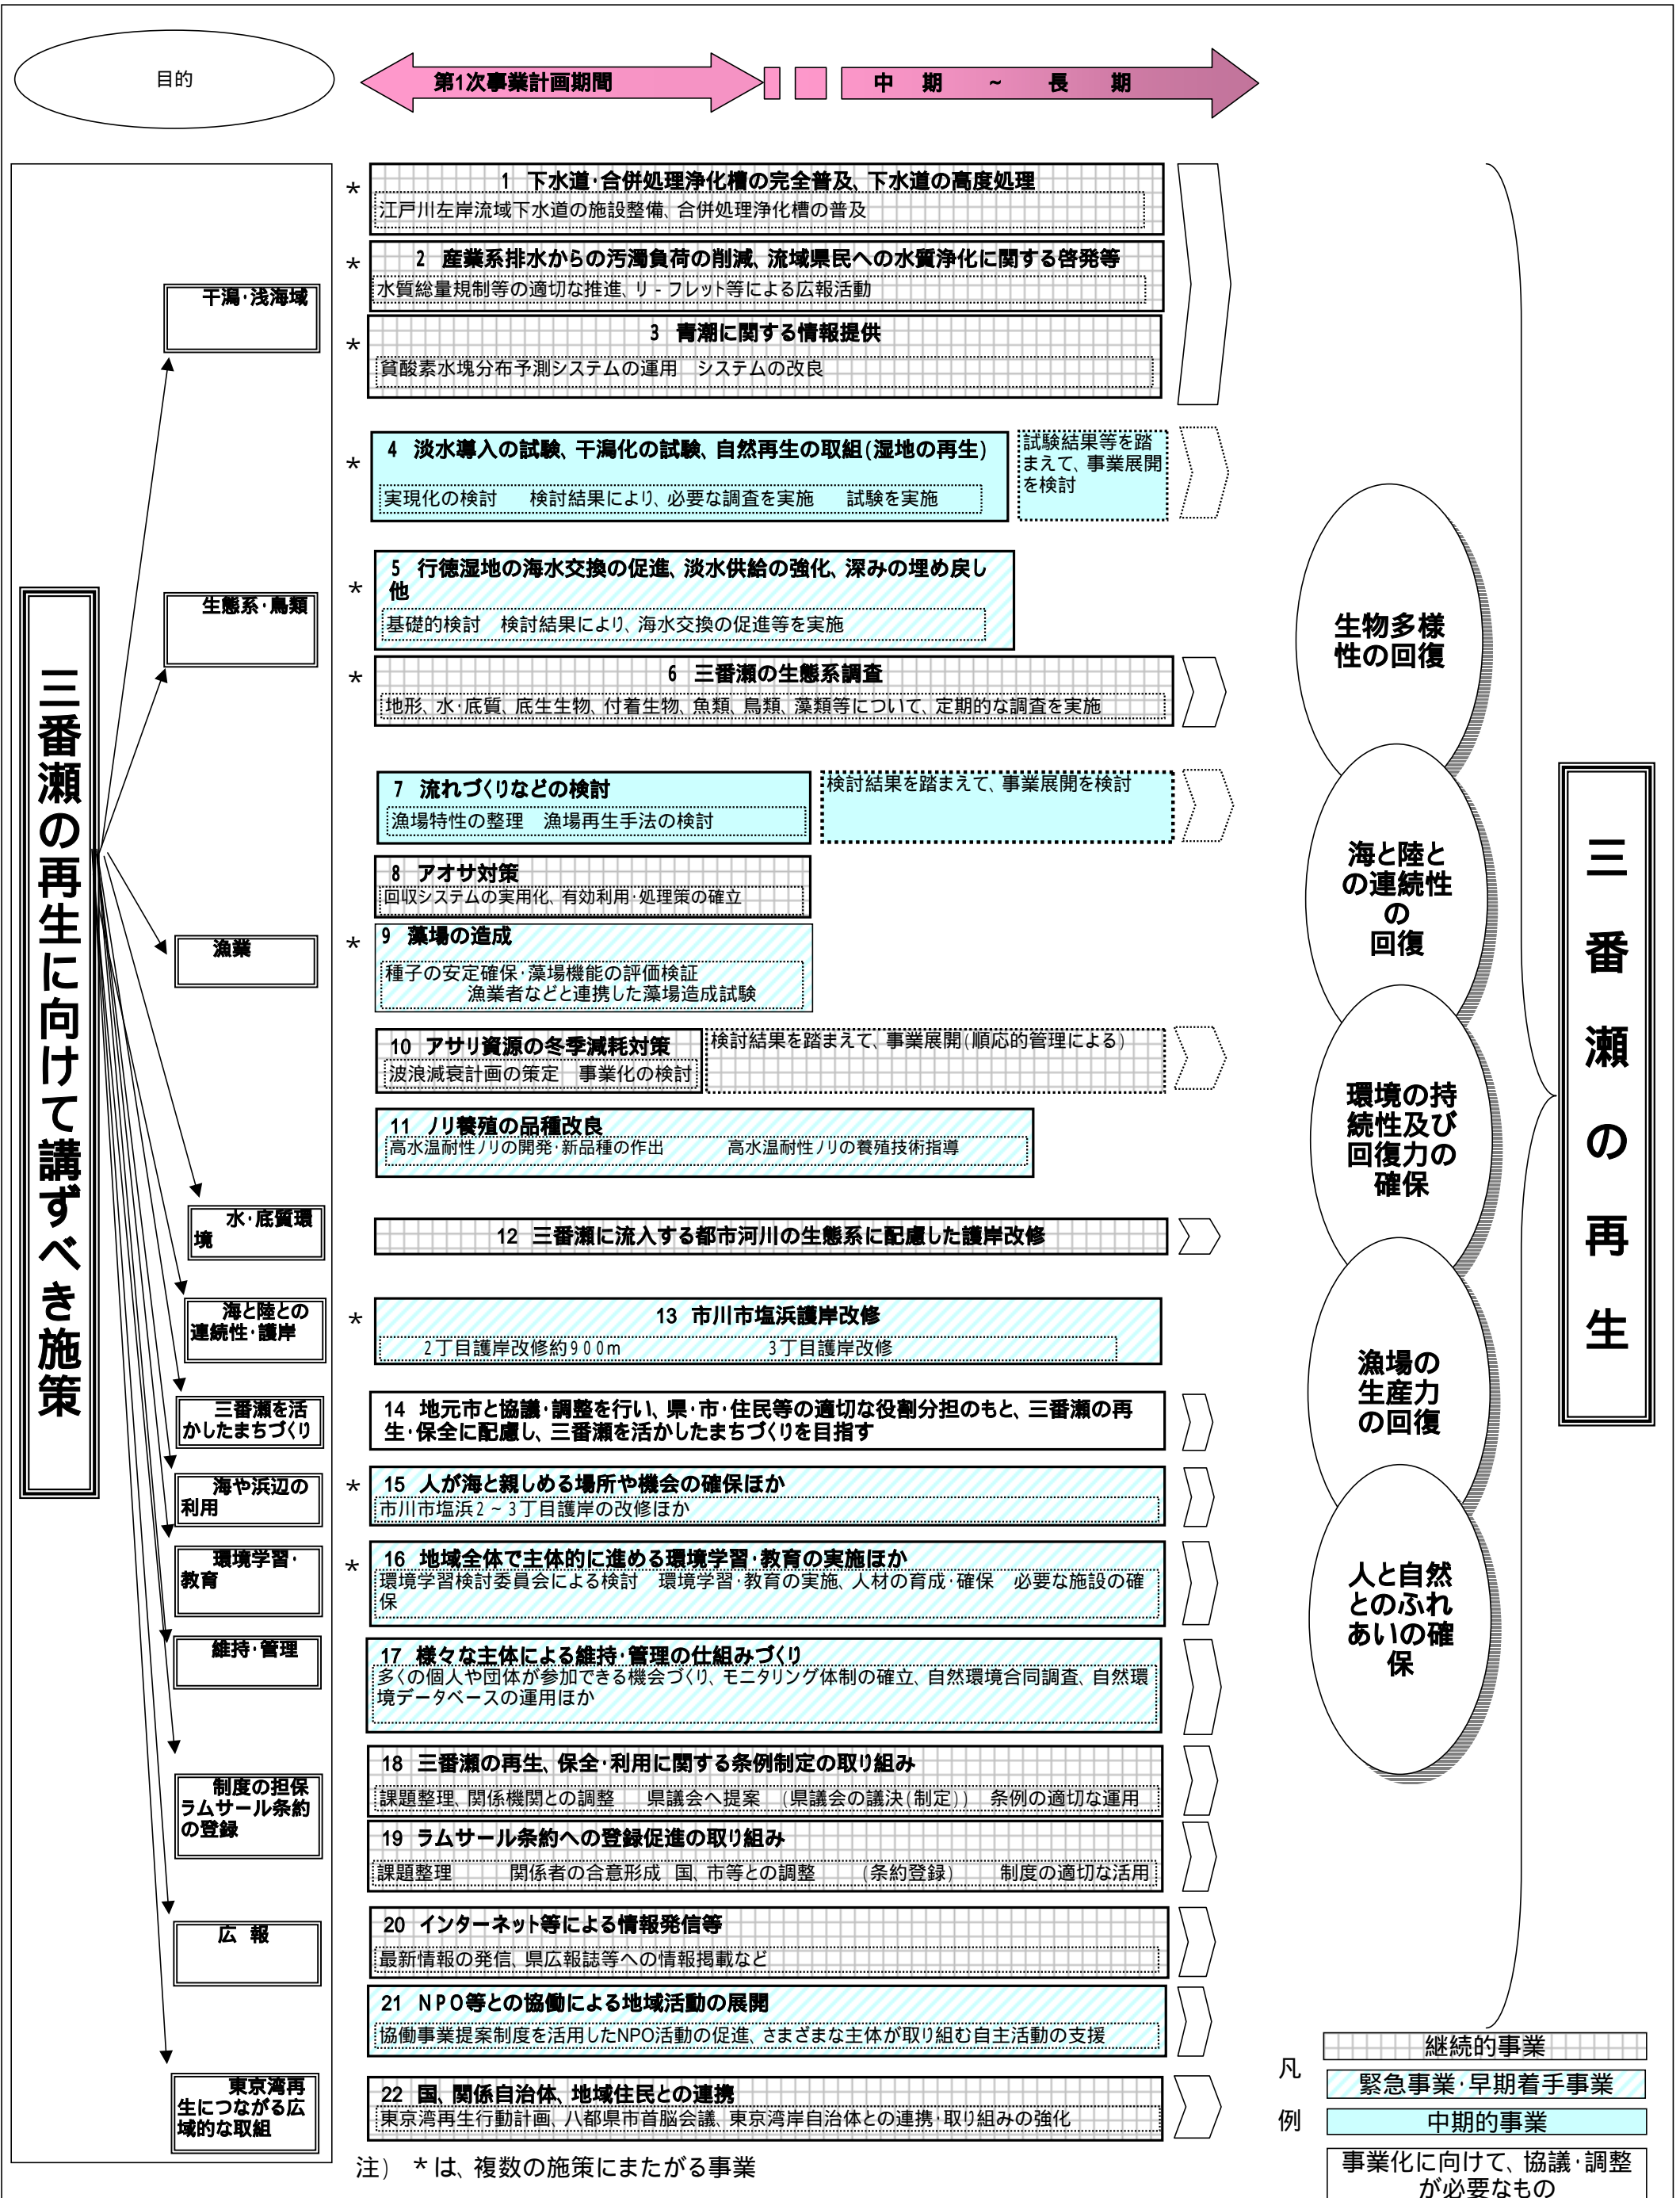 目的
第1次事業計画期間
中 期 ~ 長 期
三番瀬の再生に向けて講ずべき施策
干潟・浅海域
生態系・鳥類
漁業
水・底質環
境
海と陸との
連続性・護岸
三番瀬を活
かしたまちづくり
海や浜辺の
利用
環境学習・
教育
維持・管理
制度の担保
ラムサール条約
の登録
広 報
東京湾再
生につながる広
域的な取組
* 1 下水道・合併処理浄化槽の完全普及、下水道の高度処理
江戸川左岸流域下水道の施設整備、合併処理浄化槽の普及
* 2 産業系排水からの汚濁負荷の削減、流域県民への水質浄化に関する啓発等
水質総量規制等の適切な推進、リ-フレット等による広報活動
* 3 青潮に関する情報提供
貧酸素水塊分布予測システムの運用 システムの改良
* 4 淡水導入の試験、干潟化の試験、自然再生の取組(湿地の再生)
実現化の検討 検討結果により、必要な調査を実施 試験を実施
試験結果等を踏
まえて、事業展開
を検討
* 5 行徳湿地の海水交換の促進、淡水供給の強化、深みの埋め戻し
他
基礎的検討 検討結果により、海水交換の促進等を実施
* 6 三番瀬の生態系調査
地形、水・底質、底生生物、付着生物、魚類、鳥類、藻類等について、定期的な調査を実施
7 流れづくりなどの検討
漁場特性の整理 漁場再生手法の検討
検討結果を踏まえて、事業展開を検討
8 アオサ対策
回収システムの実用化、有効利用・処理策の確立
* 9 藻場の造成
種子の安定確保・藻場機能の評価検証
漁業者などと連携した藻場造成試験
10 アサリ資源の冬季減耗対策
波浪減衰計画の策定 事業化の検討
検討結果を踏まえて、事業展開(順応的管理による)
11 ノリ養殖の品種改良
高水温耐性ノリの開発・新品種の作出 高水温耐性ノリの養殖技術指導
12 三番瀬に流入する都市河川の生態系に配慮した護岸改修
* 13 市川市塩浜護岸改修
2丁目護岸改修約900m 3丁目護岸改修
14 地元市と協議・調整を行い、県・市・住民等の適切な役割分担のもと、三番瀬の再
生・保全に配慮し、三番瀬を活かしたまちづくりを目指す
* 15 人が海と親しめる場所や機会の確保ほか
市川市塩浜2~3丁目護岸の改修ほか
* 16 地域全体で主体的に進める環境学習・教育の実施ほか
環境学習検討委員会による検討 環境学習・教育の実施、人材の育成・確保 必要な施設の確
保
17 様々な主体による維持・管理の仕組みづくり
多くの個人や団体が参加できる機会づくり、モニタリング体制の確立、自然環境合同調査、自然環
境データベースの運用ほか
18 三番瀬の再生、保全・利用に関する条例制定の取り組み
課題整理、関係機関との調整 県議会へ提案 (県議会の議決(制定)) 条例の適切な運用
19 ラムサール条約への登録促進の取り組み
課題整理 関係者の合意形成 国、市等との調整 (条約登録) 制度の適切な活用
20 インターネット等による情報発信等
最新情報の発信、県広報誌等への情報掲載など
21 NPO等との協働による地域活動の展開
協働事業提案制度を活用したNPO活動の促進、さまざまな主体が取り組む自主活動の支援
22 国、関係自治体、地域住民との連携
東京湾再生行動計画、八都県市首脳会議、東京湾岸自治体との連携・取り組みの強化
注) *は、複数の施策にまたがる事業
生物多様
性の回復
海と陸と
の連続性
の
回復
環境の持
続性及び
回復力の
確保
漁場の
生産力
の回復
人と自然
とのふれ
あいの確
保
三番瀬の再生
凡
例
継続的事業
緊急事業・早期着手事業
中期的事業
事業化に向けて、協議・調整
が必要なもの